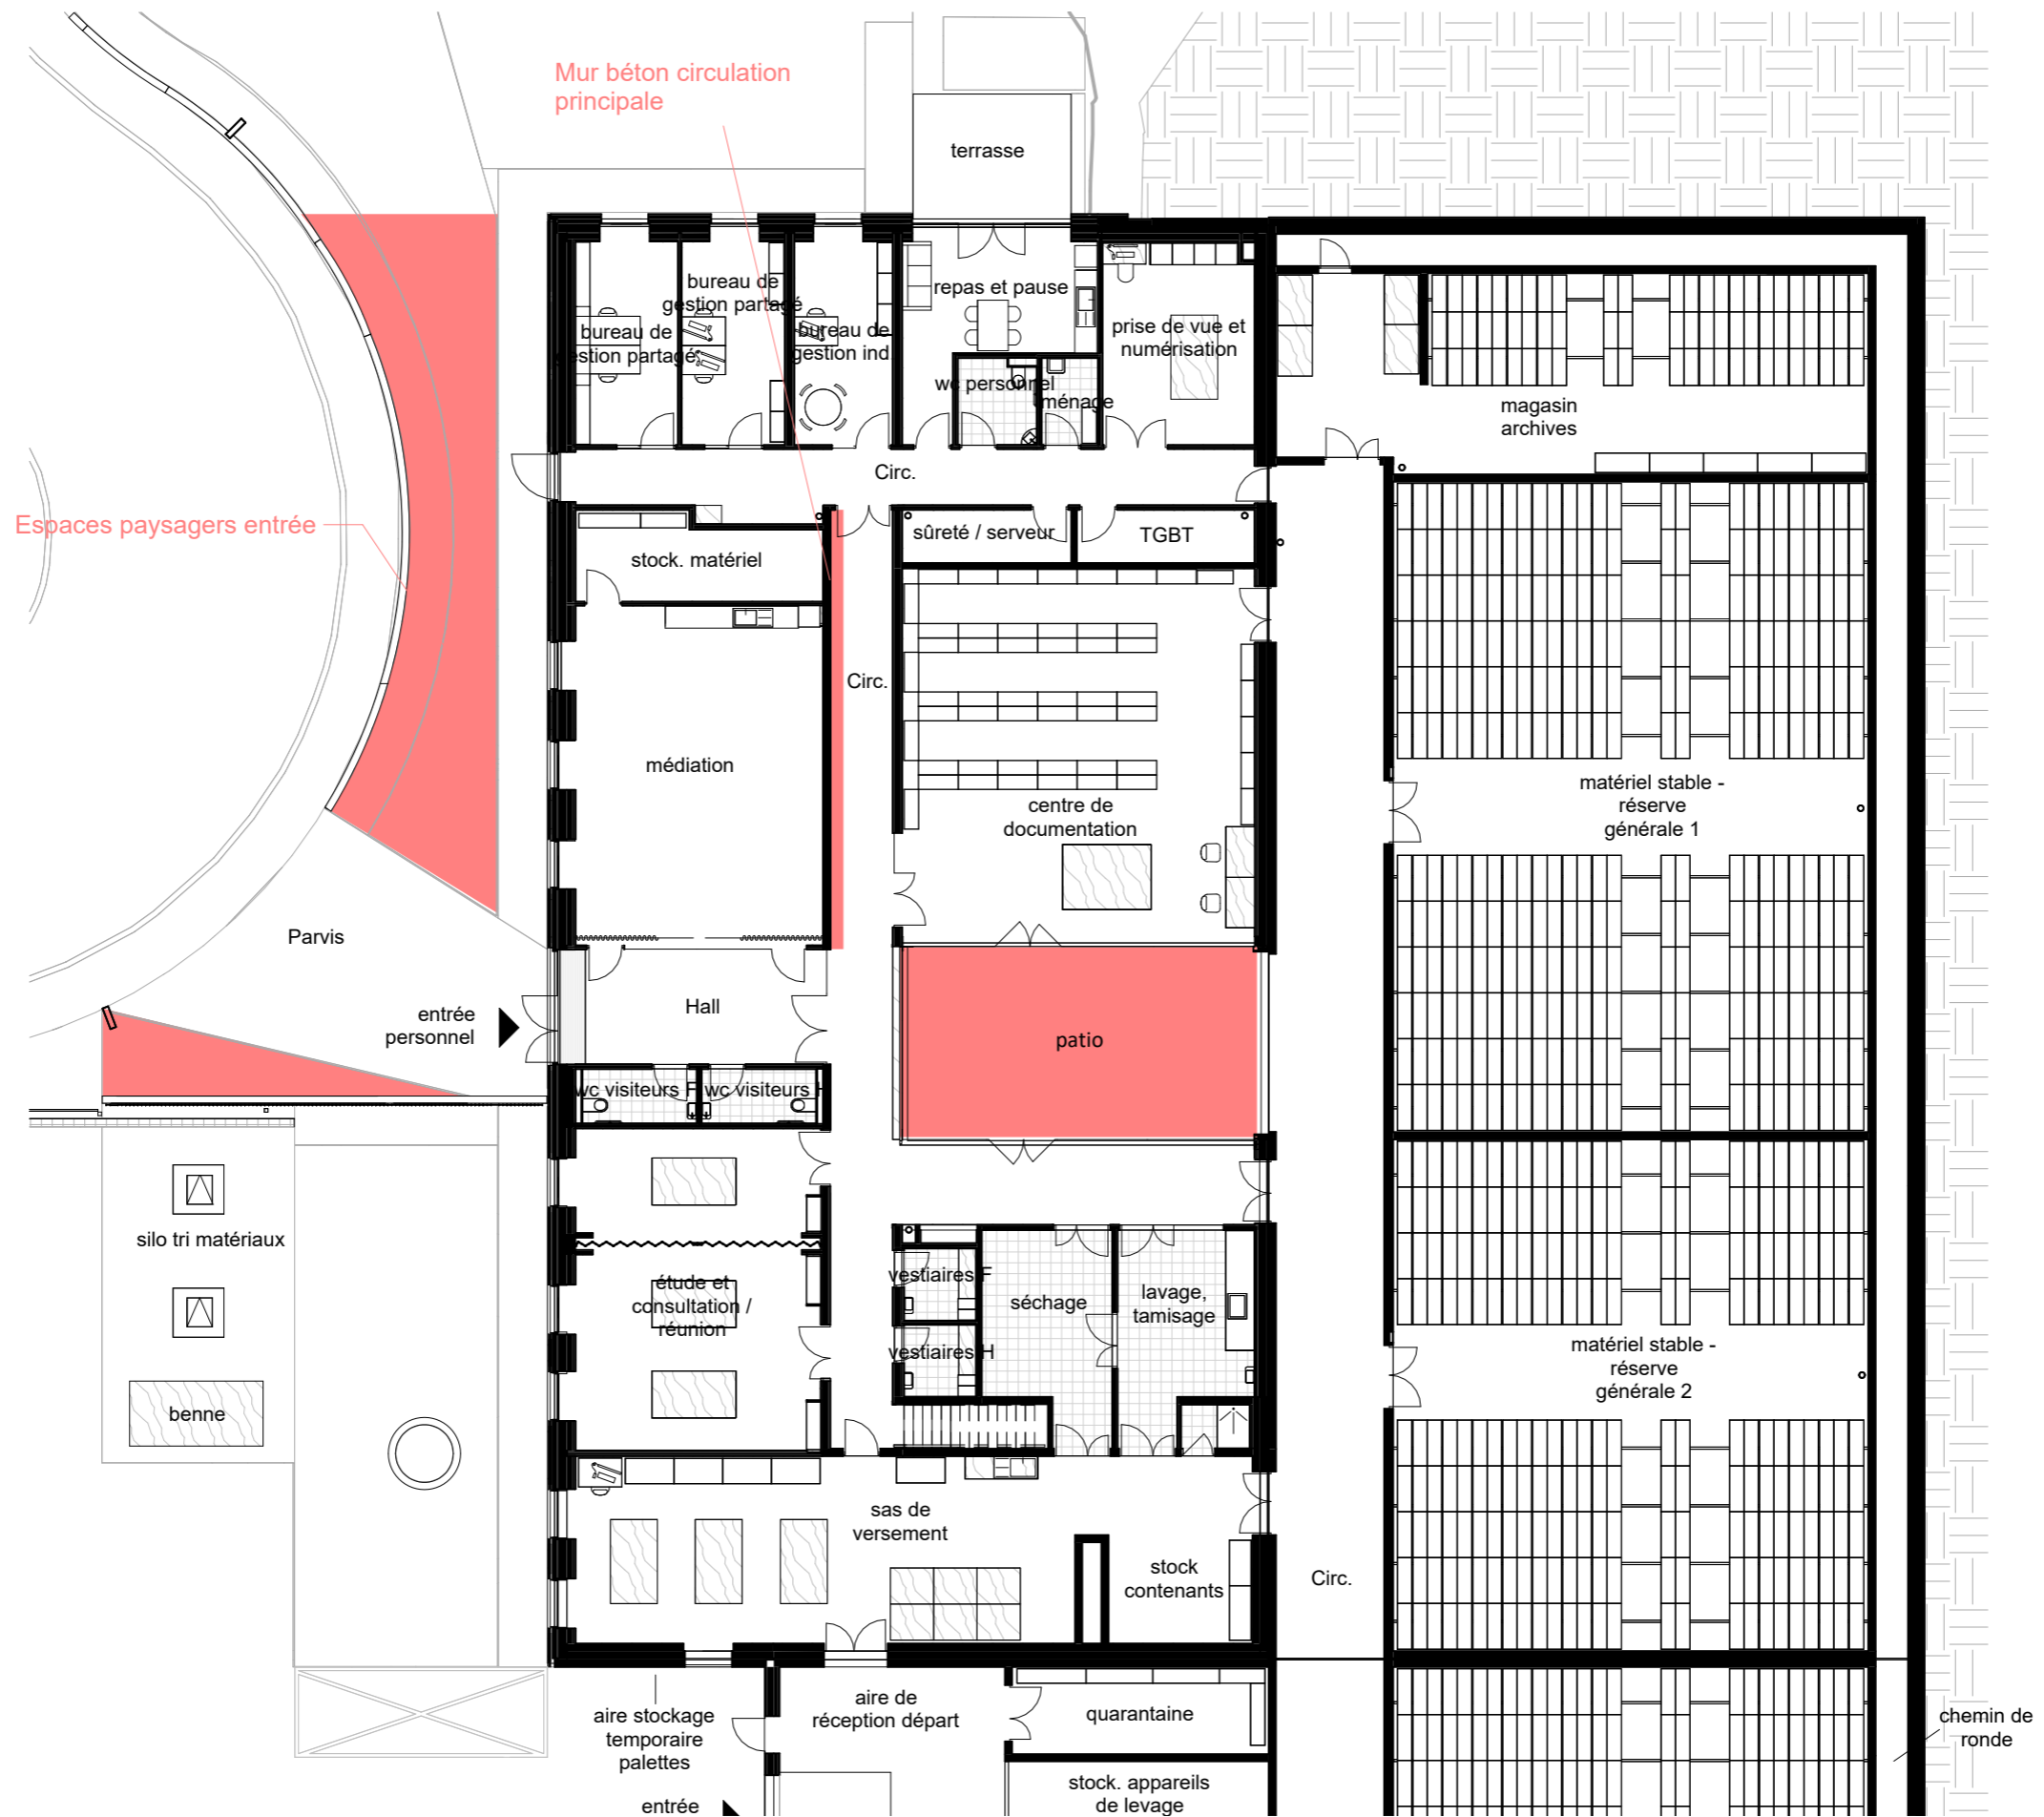 Mur béton circulation
principale
terrasse
bureau de
gestion partagé
bureau de
gestion partagé
bureau de
gestion ind
repas et pause
prise de vue et
numérisation
wc personnel
ménage
magasin
archives
Circ.
Espaces paysagers entrée
sûreté / serveur
TGBT
stock. matériel
Circ.
médiation
matériel stable -
réserve
générale 1
centre de
documentation
Parvis
Hall
entrée
personnel
patio
wc visiteurs F
wc visiteurs H
silo tri matériaux
étude et
consultation /
réunion
vestiaires F
séchage
lavage,
tamisage
vestiaires H
matériel stable -
réserve
générale 2
benne
sas de
versement
stock
contenants
Circ.
aire stockage
temporaire
palettes
aire de
réception départ
quarantaine
chemin de
ronde
stock. appareils
de levage
entrée